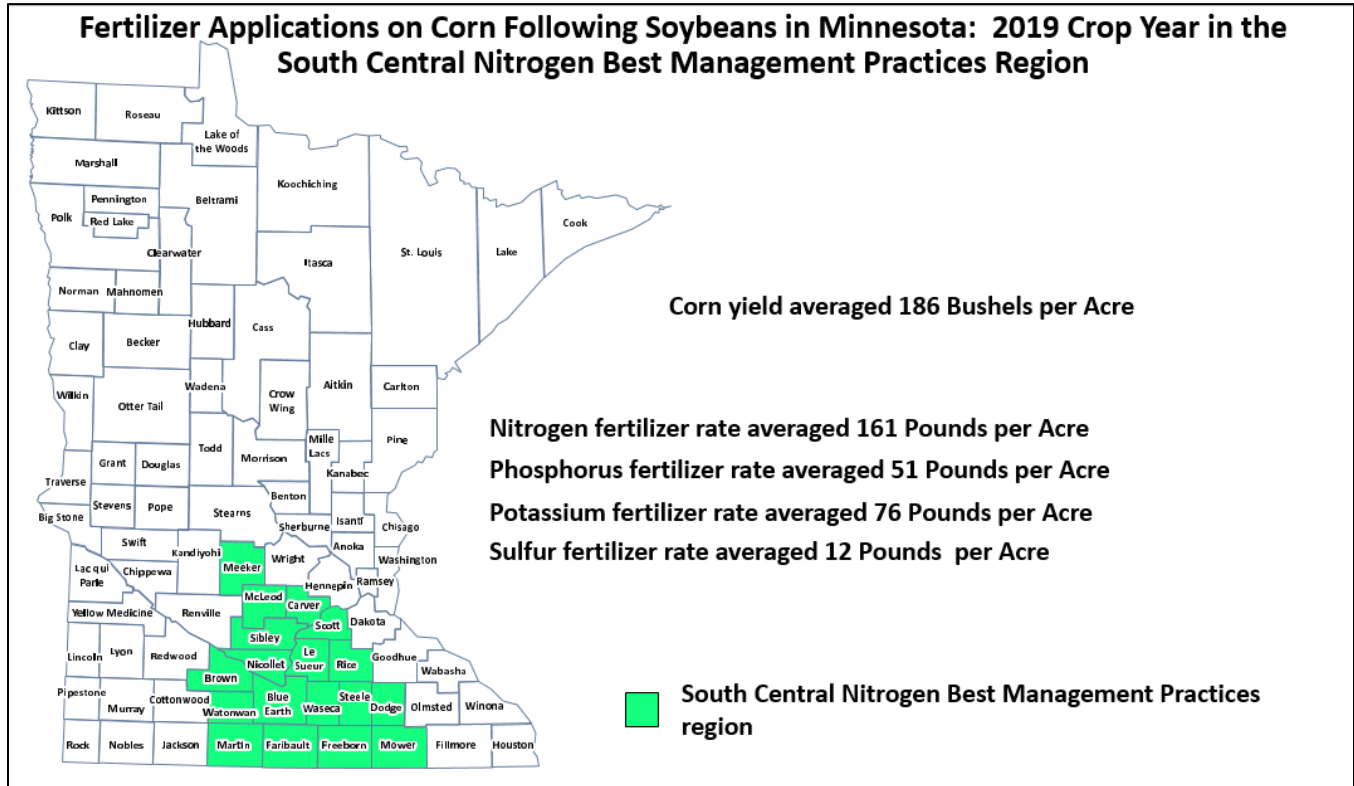 Fertilizer Applications on Corn Following Soybeans in Minnesota:  2019 Crop Year in the
South Central Nitrogen Best Management Practices Region
Kittson
Roseau
Lake of
the Woods
Marshall
Koochiching
Pennington
Beltrami
Polk
Red Lake
Cook
St. Louis
Lake
Clearwater
Itasca
Norman
Mahnomen
Hubbard
Cass
Clay
Becker
Wadena
Aitkin
Carlton
Wilkin
Otter Tail
Crow
Wing
Todd
Mille
Lacs
Pine
Grant
Douglas
Morrison
Kanabec
Traverse
Benton
Stevens
Pope
Stearns
Big Stone
Sherburne
Isanti
Chisago
Swift
Kandiyohi
Anoka
Meeker
Wright
Washington
Lac qui
Parle
Chippewa
Hennepin
Ramsey
McLeod
Carver
Yellow Medicine
Renville
Scott
Dakota
Sibley
Lincoln
Lyon
Redwood
Nicollet
Le
Sueur
Rice
Goodhue
Wabasha
Brown
Pipestone
Murray
Cottonwood
Watonwan
Blue
Earth
Waseca
Steele
Dodge
Olmsted
Winona
Rock
Nobles
Jackson
Martin
Faribault
Freeborn
Mower
Fillmore
Houston
Corn yield averaged 186 Bushels per Acre
Nitrogen fertilizer rate averaged 161 Pounds per Acre
Phosphorus fertilizer rate averaged 51 Pounds per Acre
Potassium fertilizer rate averaged 76 Pounds per Acre
Sulfur fertilizer rate averaged 12 Pounds  per Acre
South Central Nitrogen Best Management Practices
region